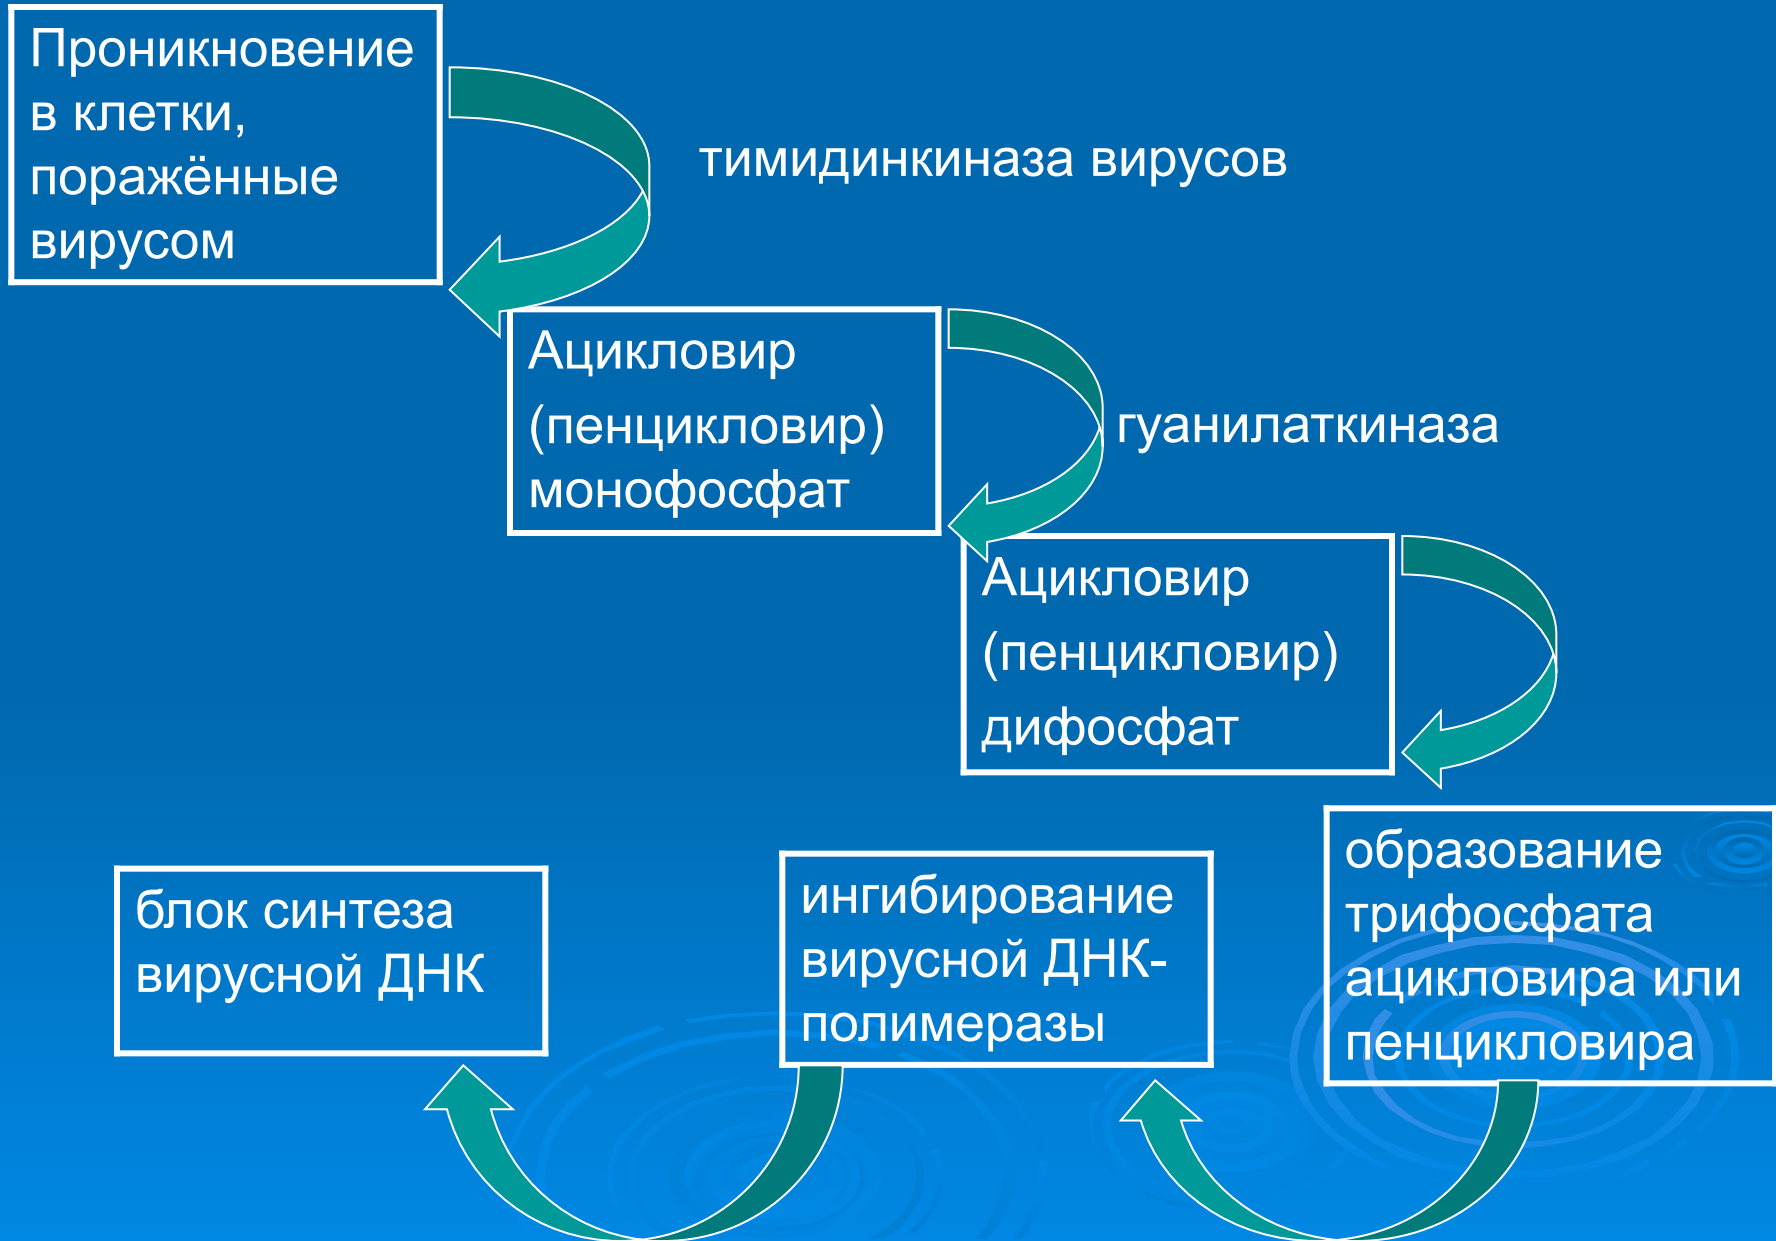 Проникновение
в клетки,
поражённые
вирусом
тимидинкиназа вирусов
Ацикловир
(пенцикловир)
монофосфат
гуанилаткиназа
Ацикловир
(пенцикловир)
дифосфат
образование
трифосфата
ацикловира или
пенцикловира
ингибирование
вирусной ДНК-
полимеразы
блок синтеза
вирусной ДНК